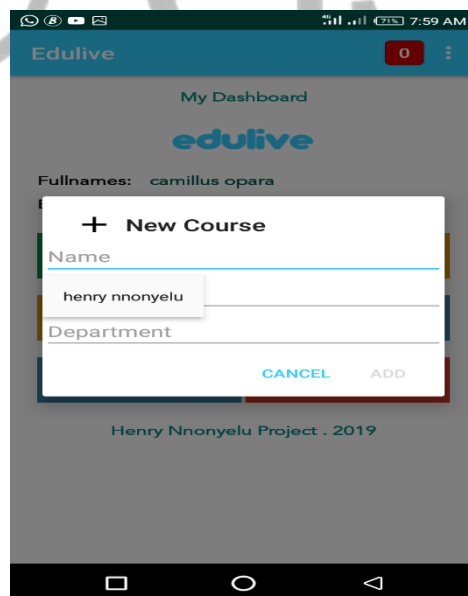 71% 7:59 AM
Edulive 0
My Dashboard
edulive
Fullnames: camillus opara
+ New Course
Name
henry nnonyelu
Department
CANCEL ADD
Henry Nnonyelu Project . 2019